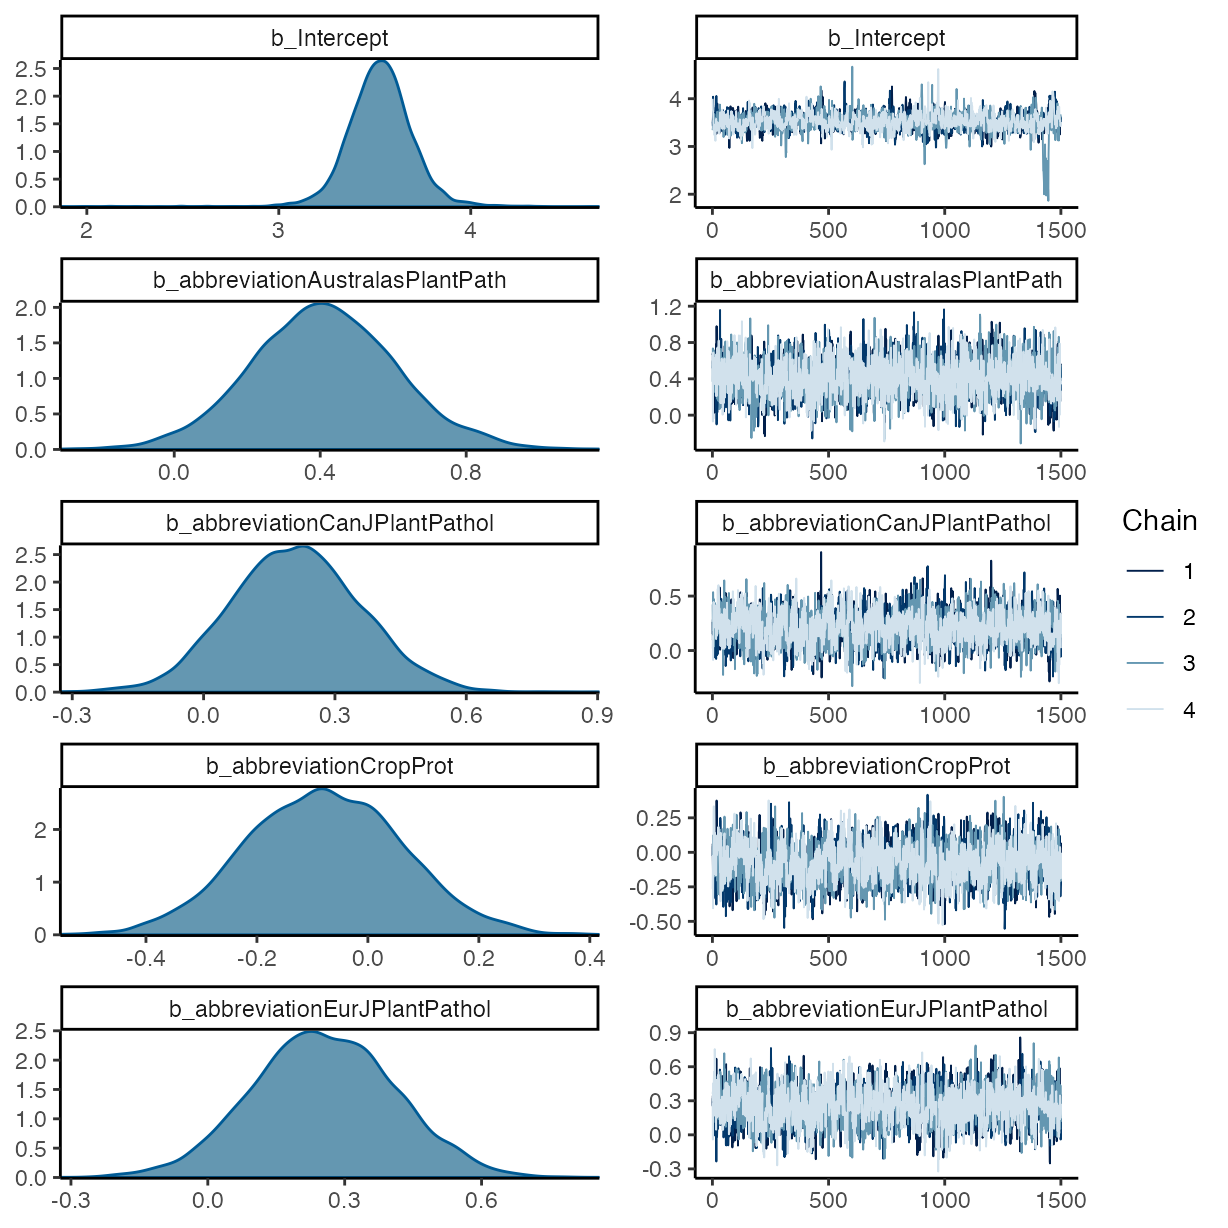 b_Intercept
b_Intercept
2.5
2.0
1.5
1.0
0.5
0.0
2 3 4
4
3
2
0 500 1000 1500
b_abbreviationAustralasPlantPath
b_abbreviationAustralasPlantPath
2.0
1.5
1.0
0.5
0.0
0.0 0.4 0.8
1.2
0.8
0.4
0.0
0 500 1000 1500
b_abbreviationCanJPlantPathol
b_abbreviationCanJPlantPathol
2.5
2.0
1.5
1.0
0.5
0.0
-0.3 0.0 0.3 0.6 0.9
0.5
0.0
0 500 1000 1500
b_abbreviationCropProt
b_abbreviationCropProt
2
1
0
-0.4 -0.2 0.0 0.2 0.4
0.25
0.00
-0.25
-0.50
0 500 1000 1500
b_abbreviationEurJPlantPathol
b_abbreviationEurJPlantPathol
2.5
2.0
1.5
1.0
0.5
0.0
-0.3 0.0 0.3 0.6
0.9
0.6
0.3
0.0
-0.3
0 500 1000 1500
Chain
1
2
3
4